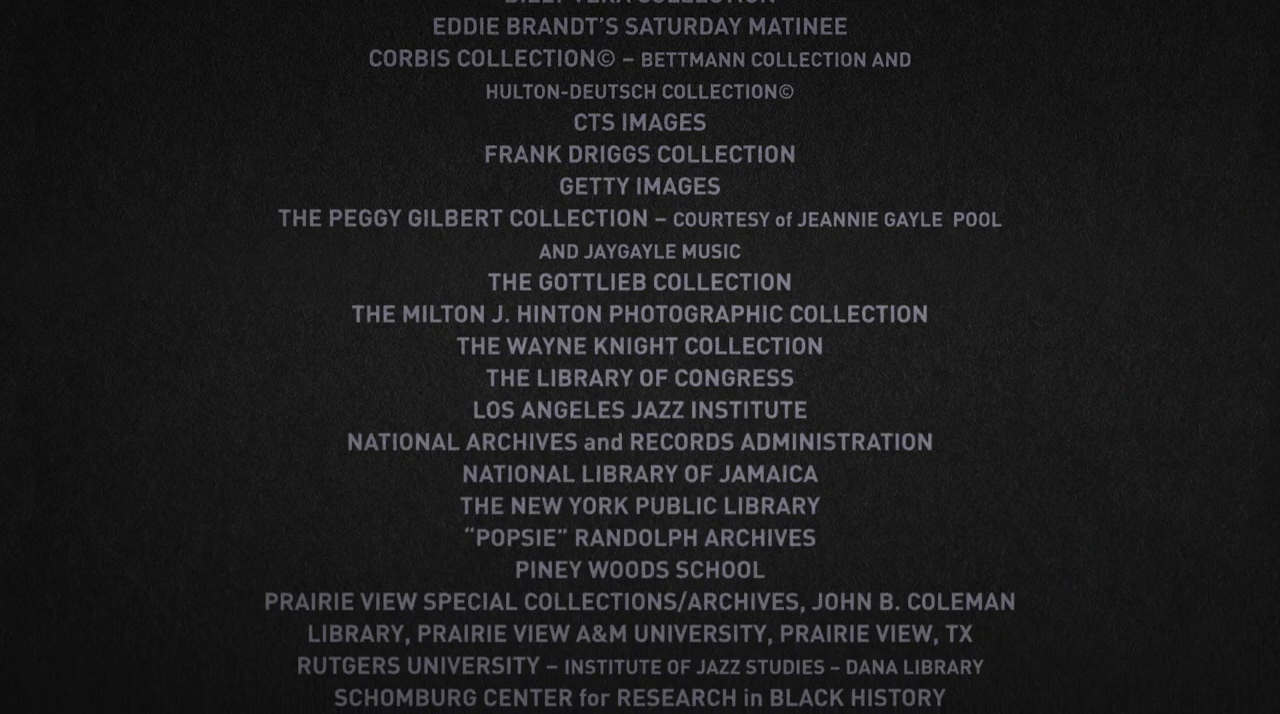 EDDIE BRANDT’S SATURDAY MATINEE
CORBIS COLLECTION© – BETTMANN COLLECTION AND
HULTON-DEUTSCH COLLECTION©
CTS IMAGES
FRANK DRIGGS COLLECTION
GETTY IMAGES
THE PEGGY GILBERT COLLECTION – COURTESY of JEANNIE GAYLE POOL
AND JAYGAYLE MUSIC
THE GOTTLIEB COLLECTION
THE MILTON J. HINTON PHOTOGRAPHIC COLLECTION
THE WAYNE KNIGHT COLLECTION
THE LIBRARY OF CONGRESS
LOS ANGELES JAZZ INSTITUTE
NATIONAL ARCHIVES and RECORDS ADMINISTRATION
NATIONAL LIBRARY OF JAMAICA
THE NEW YORK PUBLIC LIBRARY
“POPSIE” RANDOLPH ARCHIVES
PINEY WOODS SCHOOL
PRAIRIE VIEW SPECIAL COLLECTIONS/ARCHIVES, JOHN B. COLEMAN
LIBRARY, PRAIRIE VIEW A&M UNIVERSITY, PRAIRIE VIEW, TX
RUTGERS UNIVERSITY – INSTITUTE OF JAZZ STUDIES – DANA LIBRARY
SCHOMBURG CENTER for RESEARCH in BLACK HISTORY